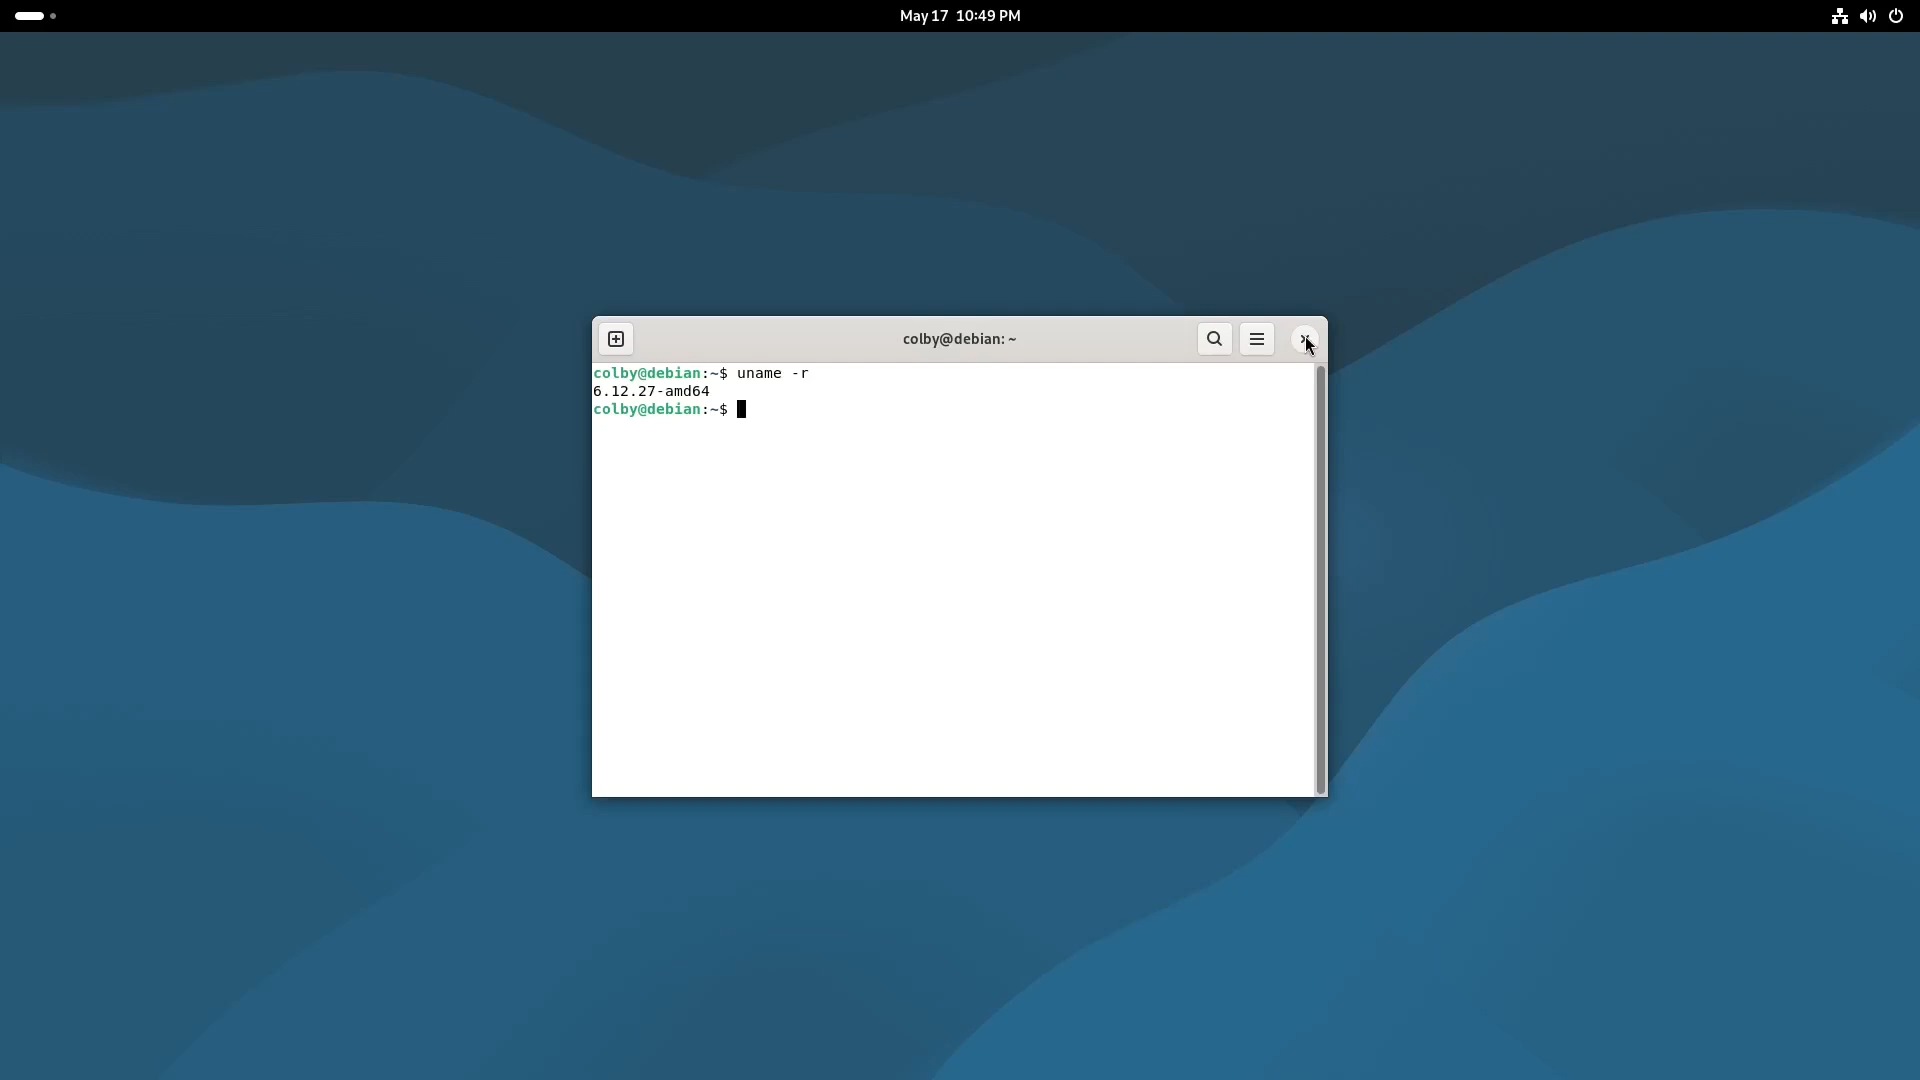 May 17 10:49 PM
colby@debian: ~
colby@debian:~$ uname -r
6.12.27-amd64
colby@debian:~$